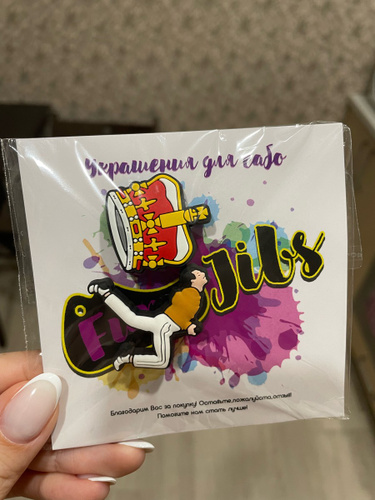 Украшения для сабо
Jibs
Благодарим Вас за покупку! Оставьте,пожалуйста,отзыв!
Помогите нам стать лучше!